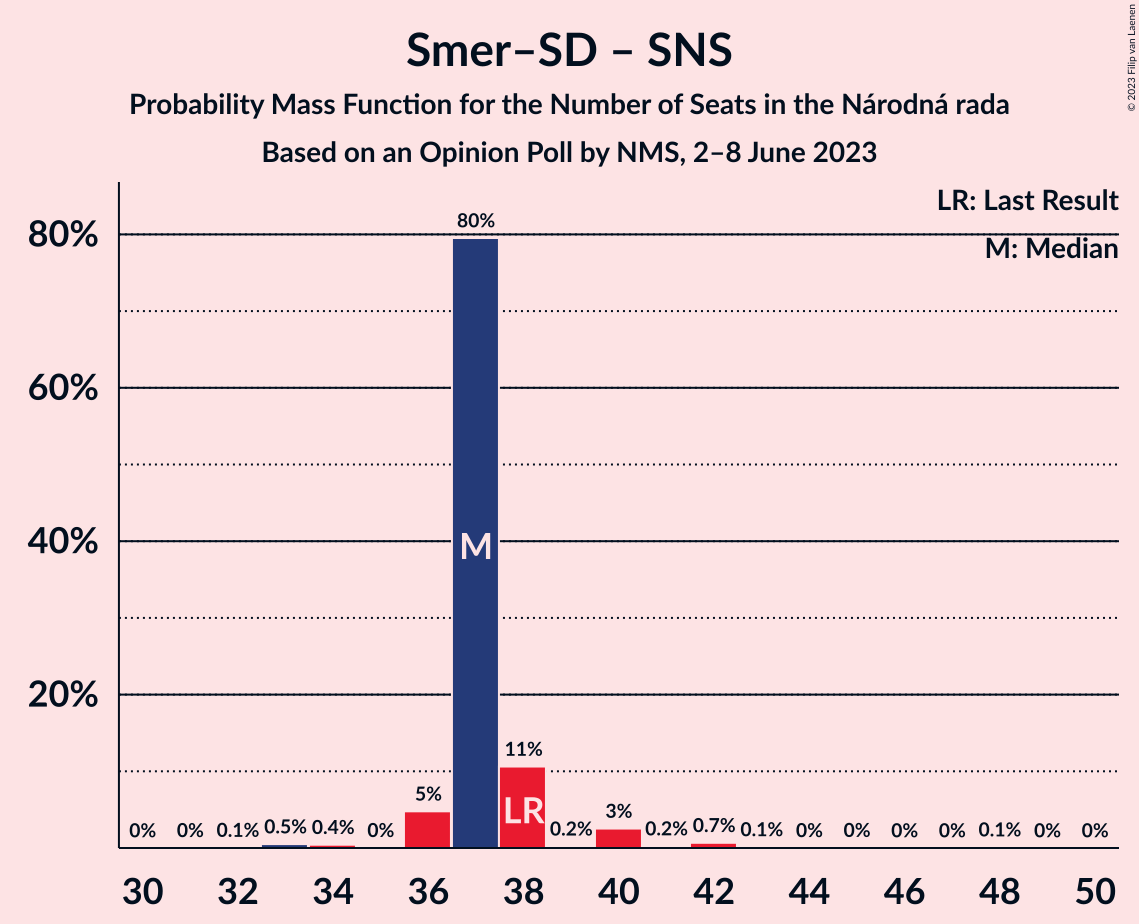 Smer–SD – SNS
Probability Mass Function for the Number of Seats in the Národná rada
Based on an Opinion Poll by NMS, 2–8 June 2023
© 2023 Filip van Laenen
LR: Last Result
M: Median
80%
60%
40%
20%
0% 0% 0.1% 0.5% 0.4% 0% 5% 80% 11% 0.2% 3% 0.2% 0.7% 0.1% 0% 0% 0% 0% 0.1% 0% 0%
M
LR
30 32 34 36 38 40 42 44 46 48 50